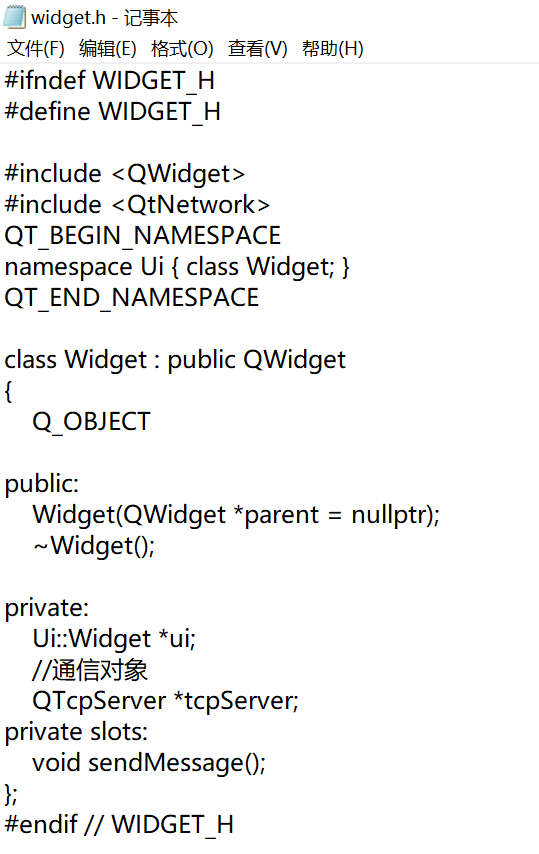 widget.h - 记事本
文件(F) 编辑(E) 格式(O) 查看(V) 帮助(H)
#ifndef WIDGET_H
#define WIDGET_H

#include <QWidget>
#include <QtNetwork>
QT_BEGIN_NAMESPACE
namespace Ui { class Widget; }
QT_END_NAMESPACE

class Widget : public QWidget
{
    Q_OBJECT

public:
    Widget(QWidget *parent = nullptr);
    ~Widget();

private:
    Ui::Widget *ui;
    //通信对象
    QTcpServer *tcpServer;
private slots:
    void sendMessage();
};
#endif // WIDGET_H